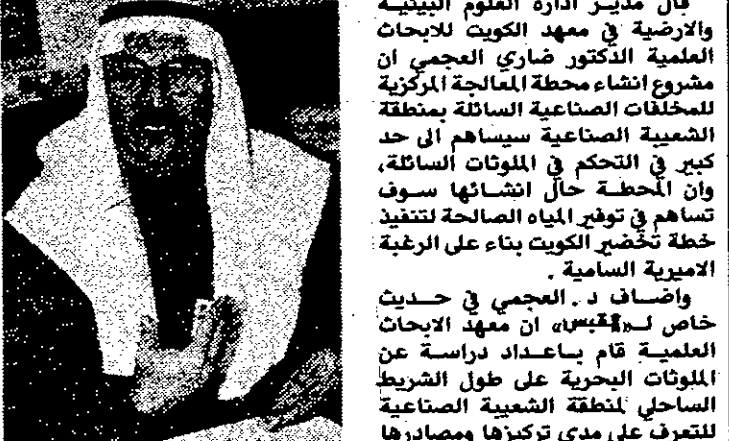 قال مدير ادارة العلوم البيئية
والارضية في معهد الكويت للابحاث
العلمية الدكتور ضاري العجمي ان
مشروع انشاء محطة المعالجة المركزية
للمخلفات الصناعية السائلة بمنطقة
الشعيبة الصناعية سيساهم الى حد
كبير في التحكم في الملوثات السائلة،
وان المحطة حال انشائها سوف
تساهم في توفير المياه الصالحة لتنفيذ
خطة تخضير الكويت بناء على الرغبة
الاميرية السامية .
واضاف د . العجمي في حديث
خاص لـ«القبس» ان معهد الابحاث
العلمية قام باعداد دراسة عن
الملوثات البحرية على طول الشريط
الساحلي لمنطقة الشعيبة الصناعية
للتعرف على مدى تركيزها ومصادرها